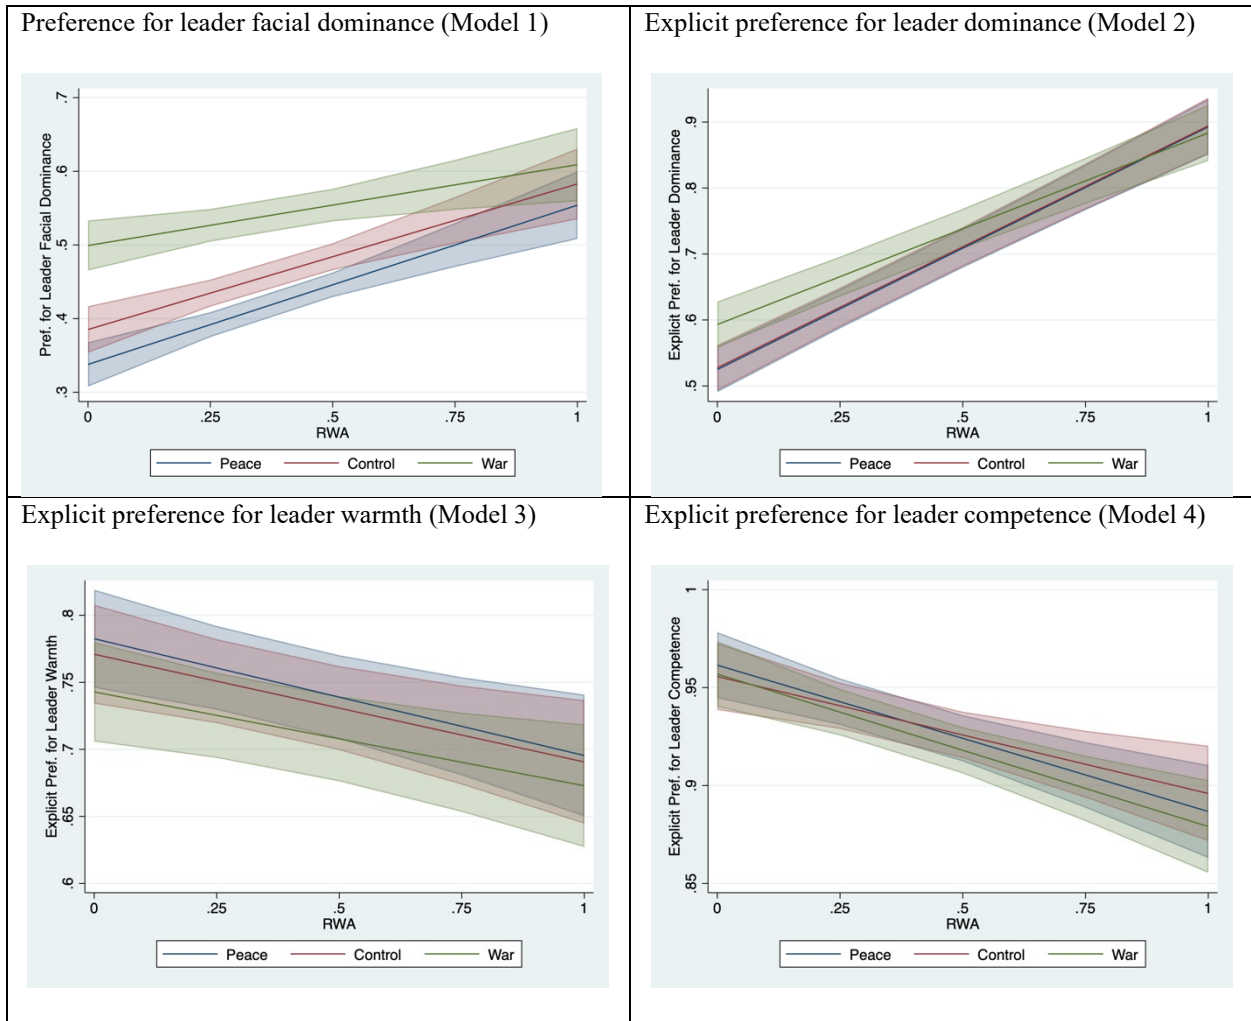 Preference for leader facial dominance (Model 1)
Pref. for Leader Facial Dominance
.7
.6
.5
.4
.3
0 .25 .5 .75 1
RWA
Peace Control War
Explicit preference for leader dominance (Model 2)
Explicit Pref. for Leader Dominance
.9
.8
.7
.6
.5
0 .25 .5 .75 1
RWA
Peace Control War
Explicit preference for leader warmth (Model 3)
Explicit Pref. for Leader Warmth
.8
.75
.7
.65
.6
0 .25 .5 .75 1
RWA
Peace Control War
Explicit preference for leader competence (Model 4)
Explicit Pref. for Leader Competence
1
.95
.9
.85
0 .25 .5 .75 1
RWA
Peace Control War